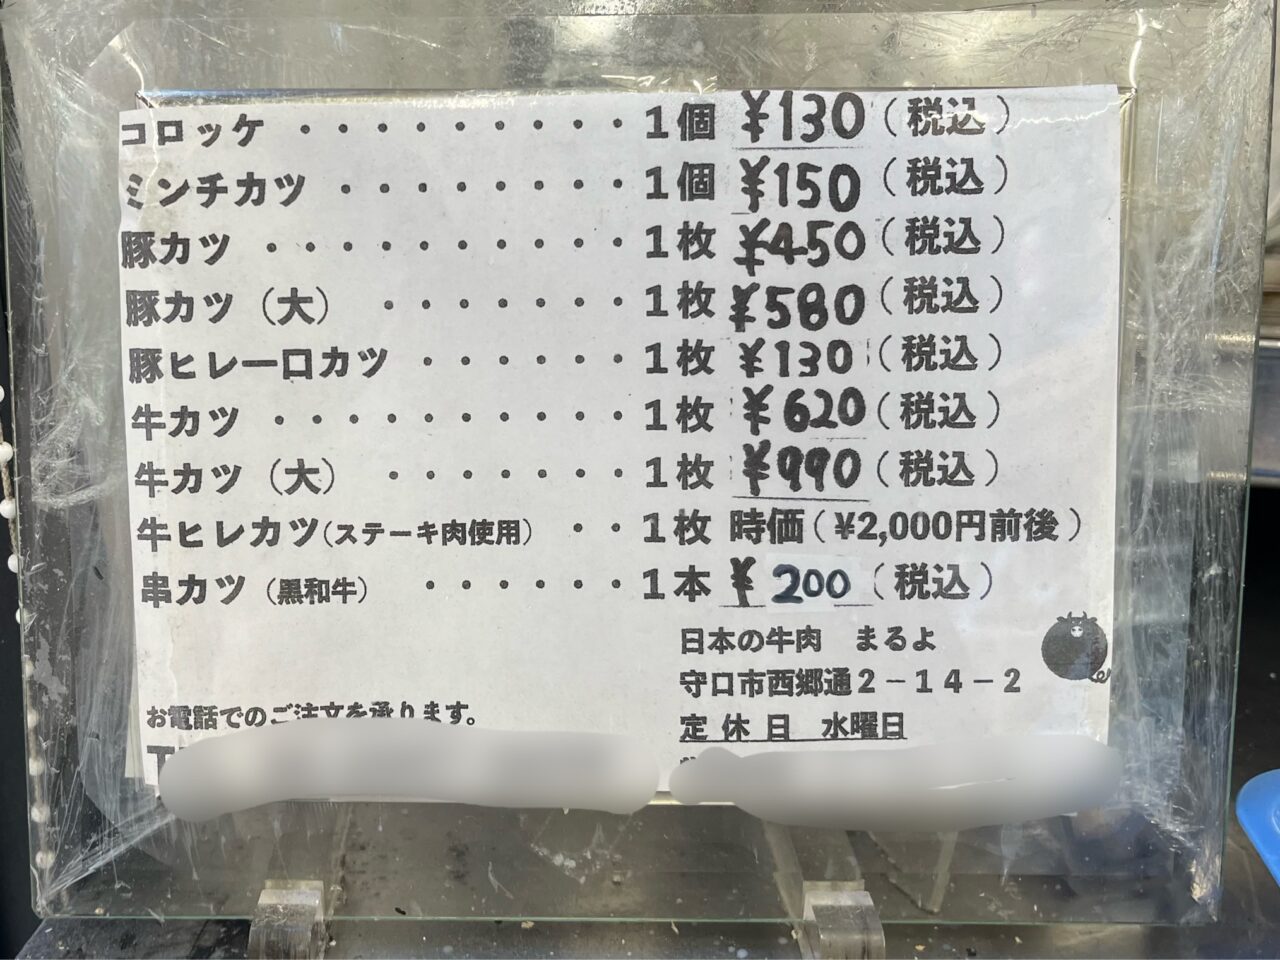 コロッケ ・・・・・・・・・ 1個 ¥130（税込）
ミンチカツ ・・・・・・・・ 1個 ¥150（税込）
豚カツ ・・・・・・・・・・ 1枚 ¥450（税込）
豚カツ（大） ・・・・・・・ 1枚 ¥580（税込）
豚ヒレ一口カツ ・・・・・・ 1枚 ¥130（税込）
牛カツ ・・・・・・・・・・ 1枚 ¥620（税込）
牛カツ（大） ・・・・・・・ 1枚 ¥990（税込）
牛ヒレカツ（ステーキ肉使用） ・・ 1枚 時価（¥2,000円前後）
串カツ（黒和牛） ・・・・・・ 1本 ¥200（税込）
日本の牛肉　まるよ
守口市西郷通２－１４－２
お電話でのご注文を承ります。
定休日　水曜日